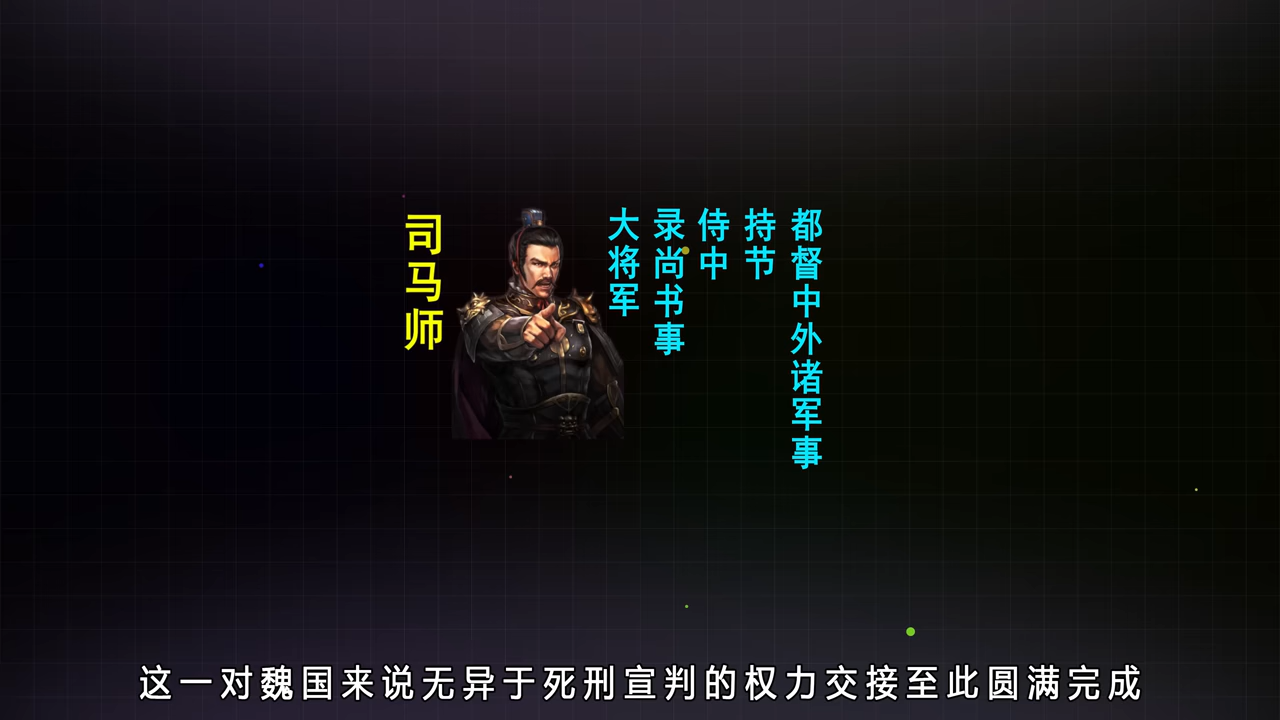 司马师
大将军
录尚书事
侍中
持节
都督中外诸军事
这一对魏国来说无异于死刑宣判的权力交接至此圆满完成